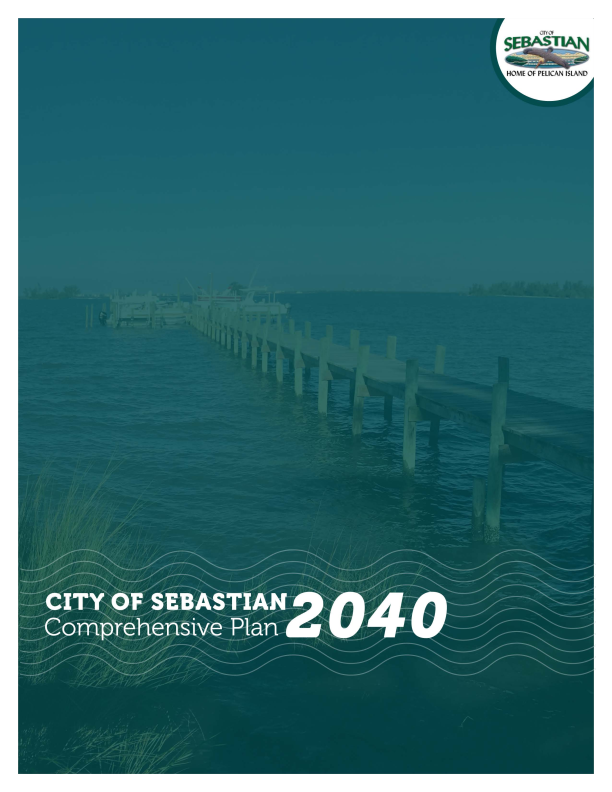 CITY OF
SEBASTIAN
HOME OF PELICAN ISLAND
CITY OF SEBASTIAN 2040
Comprehensive Plan